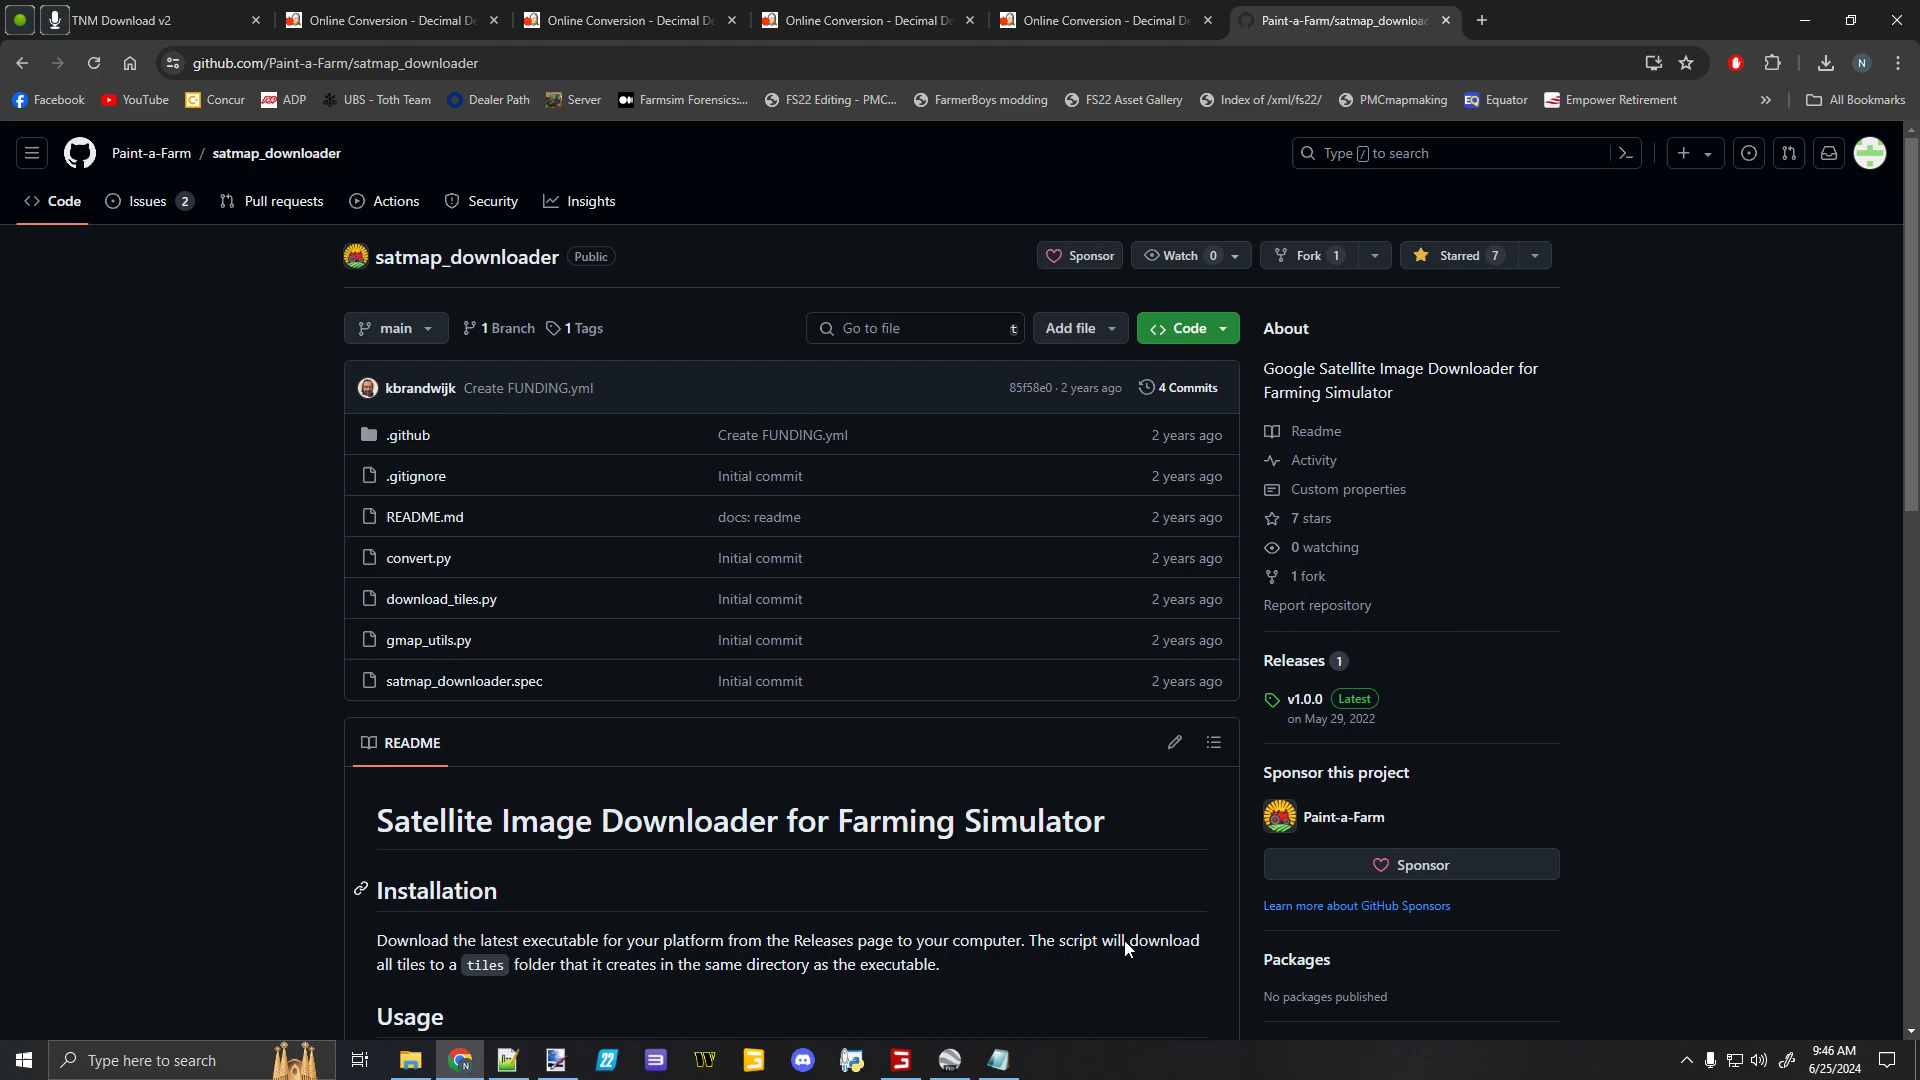 TNM Download v2
Online Conversion - Decimal De
Online Conversion - Decimal De
Online Conversion - Decimal De
Online Conversion - Decimal De
Paint-a-Farm/satmap_downloa
github.com/Paint-a-Farm/satmap_downloader
N
Facebook
YouTube
Concur
ADP
UBS - Toth Team
Dealer Path
Server
Farmsim Forensics:...
FS22 Editing - PMC...
FarmerBoys modding
FS22 Asset Gallery
Index of /xml/fs22/
PMCmapmaking
EQ Equator
Empower Retirement
All Bookmarks
Paint-a-Farm / satmap_downloader
Type / to search
Code
Issues 2
Pull requests
Actions
Security
Insights
satmap_downloader Public
Sponsor
Watch 0
Fork 1
Starred 7
main
1 Branch
1 Tags
Go to file t
Add file
<> Code
kbrandwijk Create FUNDING.yml 85f58e0 · 2 years ago 4 Commits
.github Create FUNDING.yml 2 years ago
.gitignore Initial commit 2 years ago
README.md docs: readme 2 years ago
convert.py Initial commit 2 years ago
download_tiles.py Initial commit 2 years ago
gmap_utils.py Initial commit 2 years ago
satmap_downloader.spec Initial commit 2 years ago
README
Satellite Image Downloader for Farming Simulator
Installation
Download the latest executable for your platform from the Releases page to your computer. The script will download
all tiles to a tiles folder that it creates in the same directory as the executable.
Usage
About
Google Satellite Image Downloader for
Farming Simulator
Readme
Activity
Custom properties
7 stars
0 watching
1 fork
Report repository
Releases 1
v1.0.0 Latest
on May 29, 2022
Sponsor this project
Paint-a-Farm
Sponsor
Learn more about GitHub Sponsors
Packages
No packages published
Type here to search
22
9:46 AM
6/25/2024